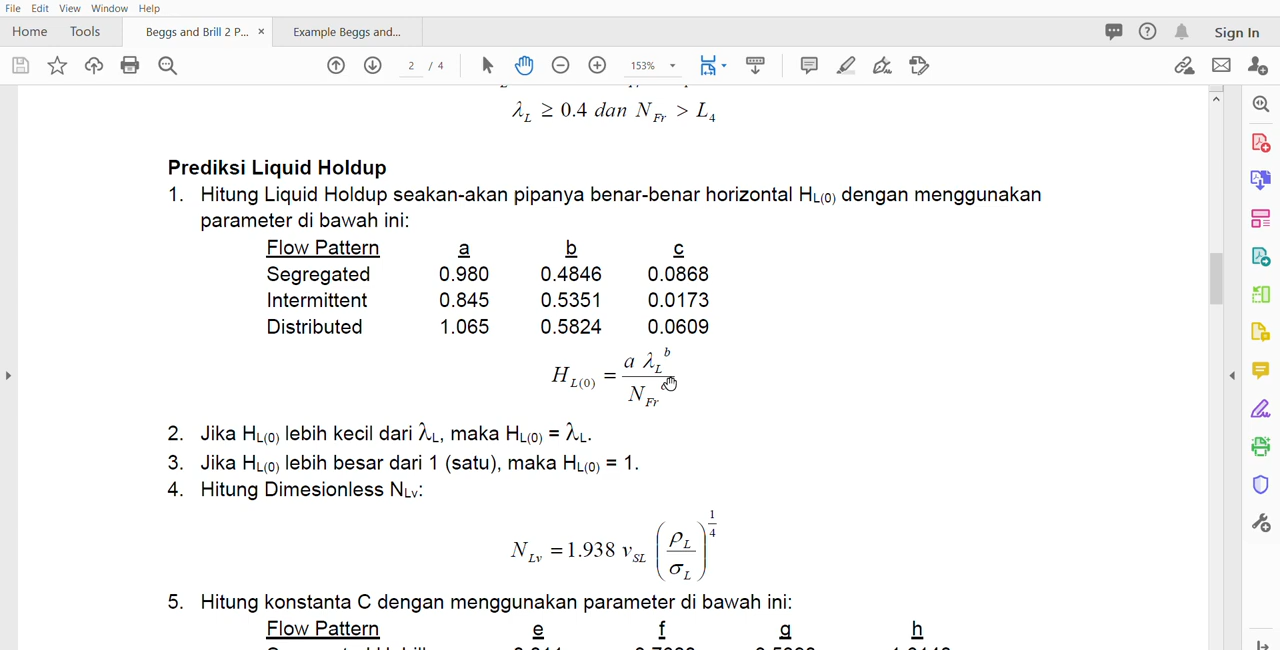 File Edit View Window Help
Home Tools Beggs and Brill 2 P... × Example Beggs and... Sign In
2 / 4 153%
λL ≥ 0.4 dan NFr > L4
Prediksi Liquid Holdup
1. Hitung Liquid Holdup seakan-akan pipanya benar-benar horizontal HL(0) dengan menggunakan
parameter di bawah ini:
Flow Pattern a b c
Segregated 0.980 0.4846 0.0868
Intermittent 0.845 0.5351 0.0173
Distributed 1.065 0.5824 0.0609
HL(0) = a λL^b / NFr
2. Jika HL(0) lebih kecil dari λL, maka HL(0) = λL.
3. Jika HL(0) lebih besar dari 1 (satu), maka HL(0) = 1.
4. Hitung Dimesionless NLv:
NLv = 1.938 vSL (ρL / σL)^1/4
5. Hitung konstanta C dengan menggunakan parameter di bawah ini:
Flow Pattern e f g h